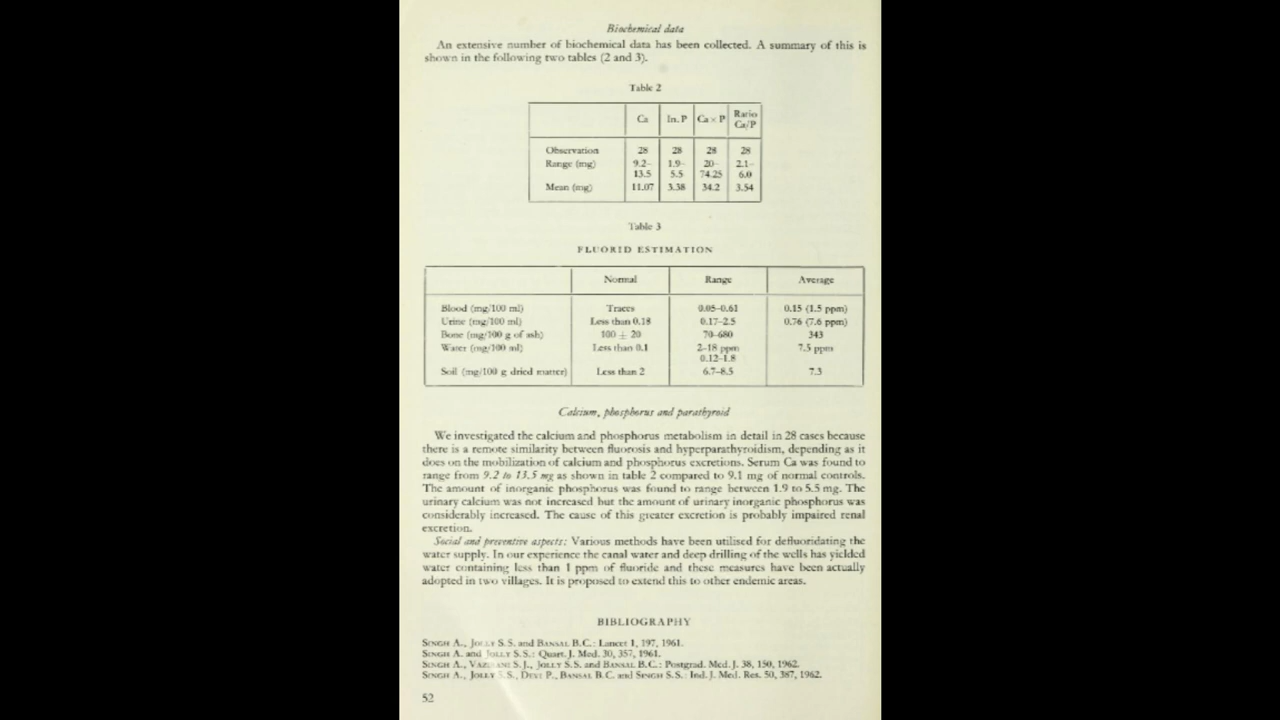 Biochemical data
An extensive number of biochemical data has been collected. A summary of this is
shown in the following two tables (2 and 3).
Table 2
Ca In. P Ca × P Ratio Ca/P
Observation 28 28 28 28
Range (mg) 9.2– 1.9– 20– 2.1–
13.5 5.5 74.25 6.0
Mean (mg) 11.07 3.38 34.2 3.54
Table 3
FLUORID ESTIMATION
Normal Range Average
Blood (mg/100 ml) Traces 0.05–0.61 0.15 (1.5 ppm)
Urine (mg/100 ml) Less than 0.18 0.17–2.5 0.76 (7.6 ppm)
Bone (mg/100 g of ash) 100 ± 20 70–680 343
Water (mg/100 ml) Less than 0.1 2–18 ppm 7.5 ppm
0.12–1.8
Soil (mg/100 g dried matter) Less than 2 6.7–8.5 7.3
Calcium, phosphorus and parathyroid
We investigated the calcium and phosphorus metabolism in detail in 28 cases because
there is a remote similarity between fluorosis and hyperparathyroidism, depending as it
does on the mobilization of calcium and phosphorus excretions. Serum Ca was found to
range from 9.2 to 13.5 mg as shown in table 2 compared to 9.1 mg of normal controls.
The amount of inorganic phosphorus was found to range between 1.9 to 5.5 mg. The
urinary calcium was not increased but the amount of urinary inorganic phosphorus was
considerably increased. The cause of this greater excretion is probably impaired renal
excretion.
Social and preventive aspects: Various methods have been utilised for defluoridating the
water supply. In our experience the canal water and deep drilling of the wells has yielded
water containing less than 1 ppm of fluoride and these measures have been actually
adopted in two villages. It is proposed to extend this to other endemic areas.
BIBLIOGRAPHY
SINGH A., JOLLY S. S. and BANSAL B. C.: Lancet 1, 197, 1961.
SINGH A. and JOLLY S. S.: Quart. J. Med. 30, 357, 1961.
SINGH A., VAZIRANI S. J., JOLLY S. S. and BANSAL B. C.: Postgrad. Med. J. 38, 150, 1962.
SINGH A., JOLLY S. S., DEVI P., BANSAL B. C. and SINGH S. S.: Ind. J. Med. Res. 50, 387, 1962.
52